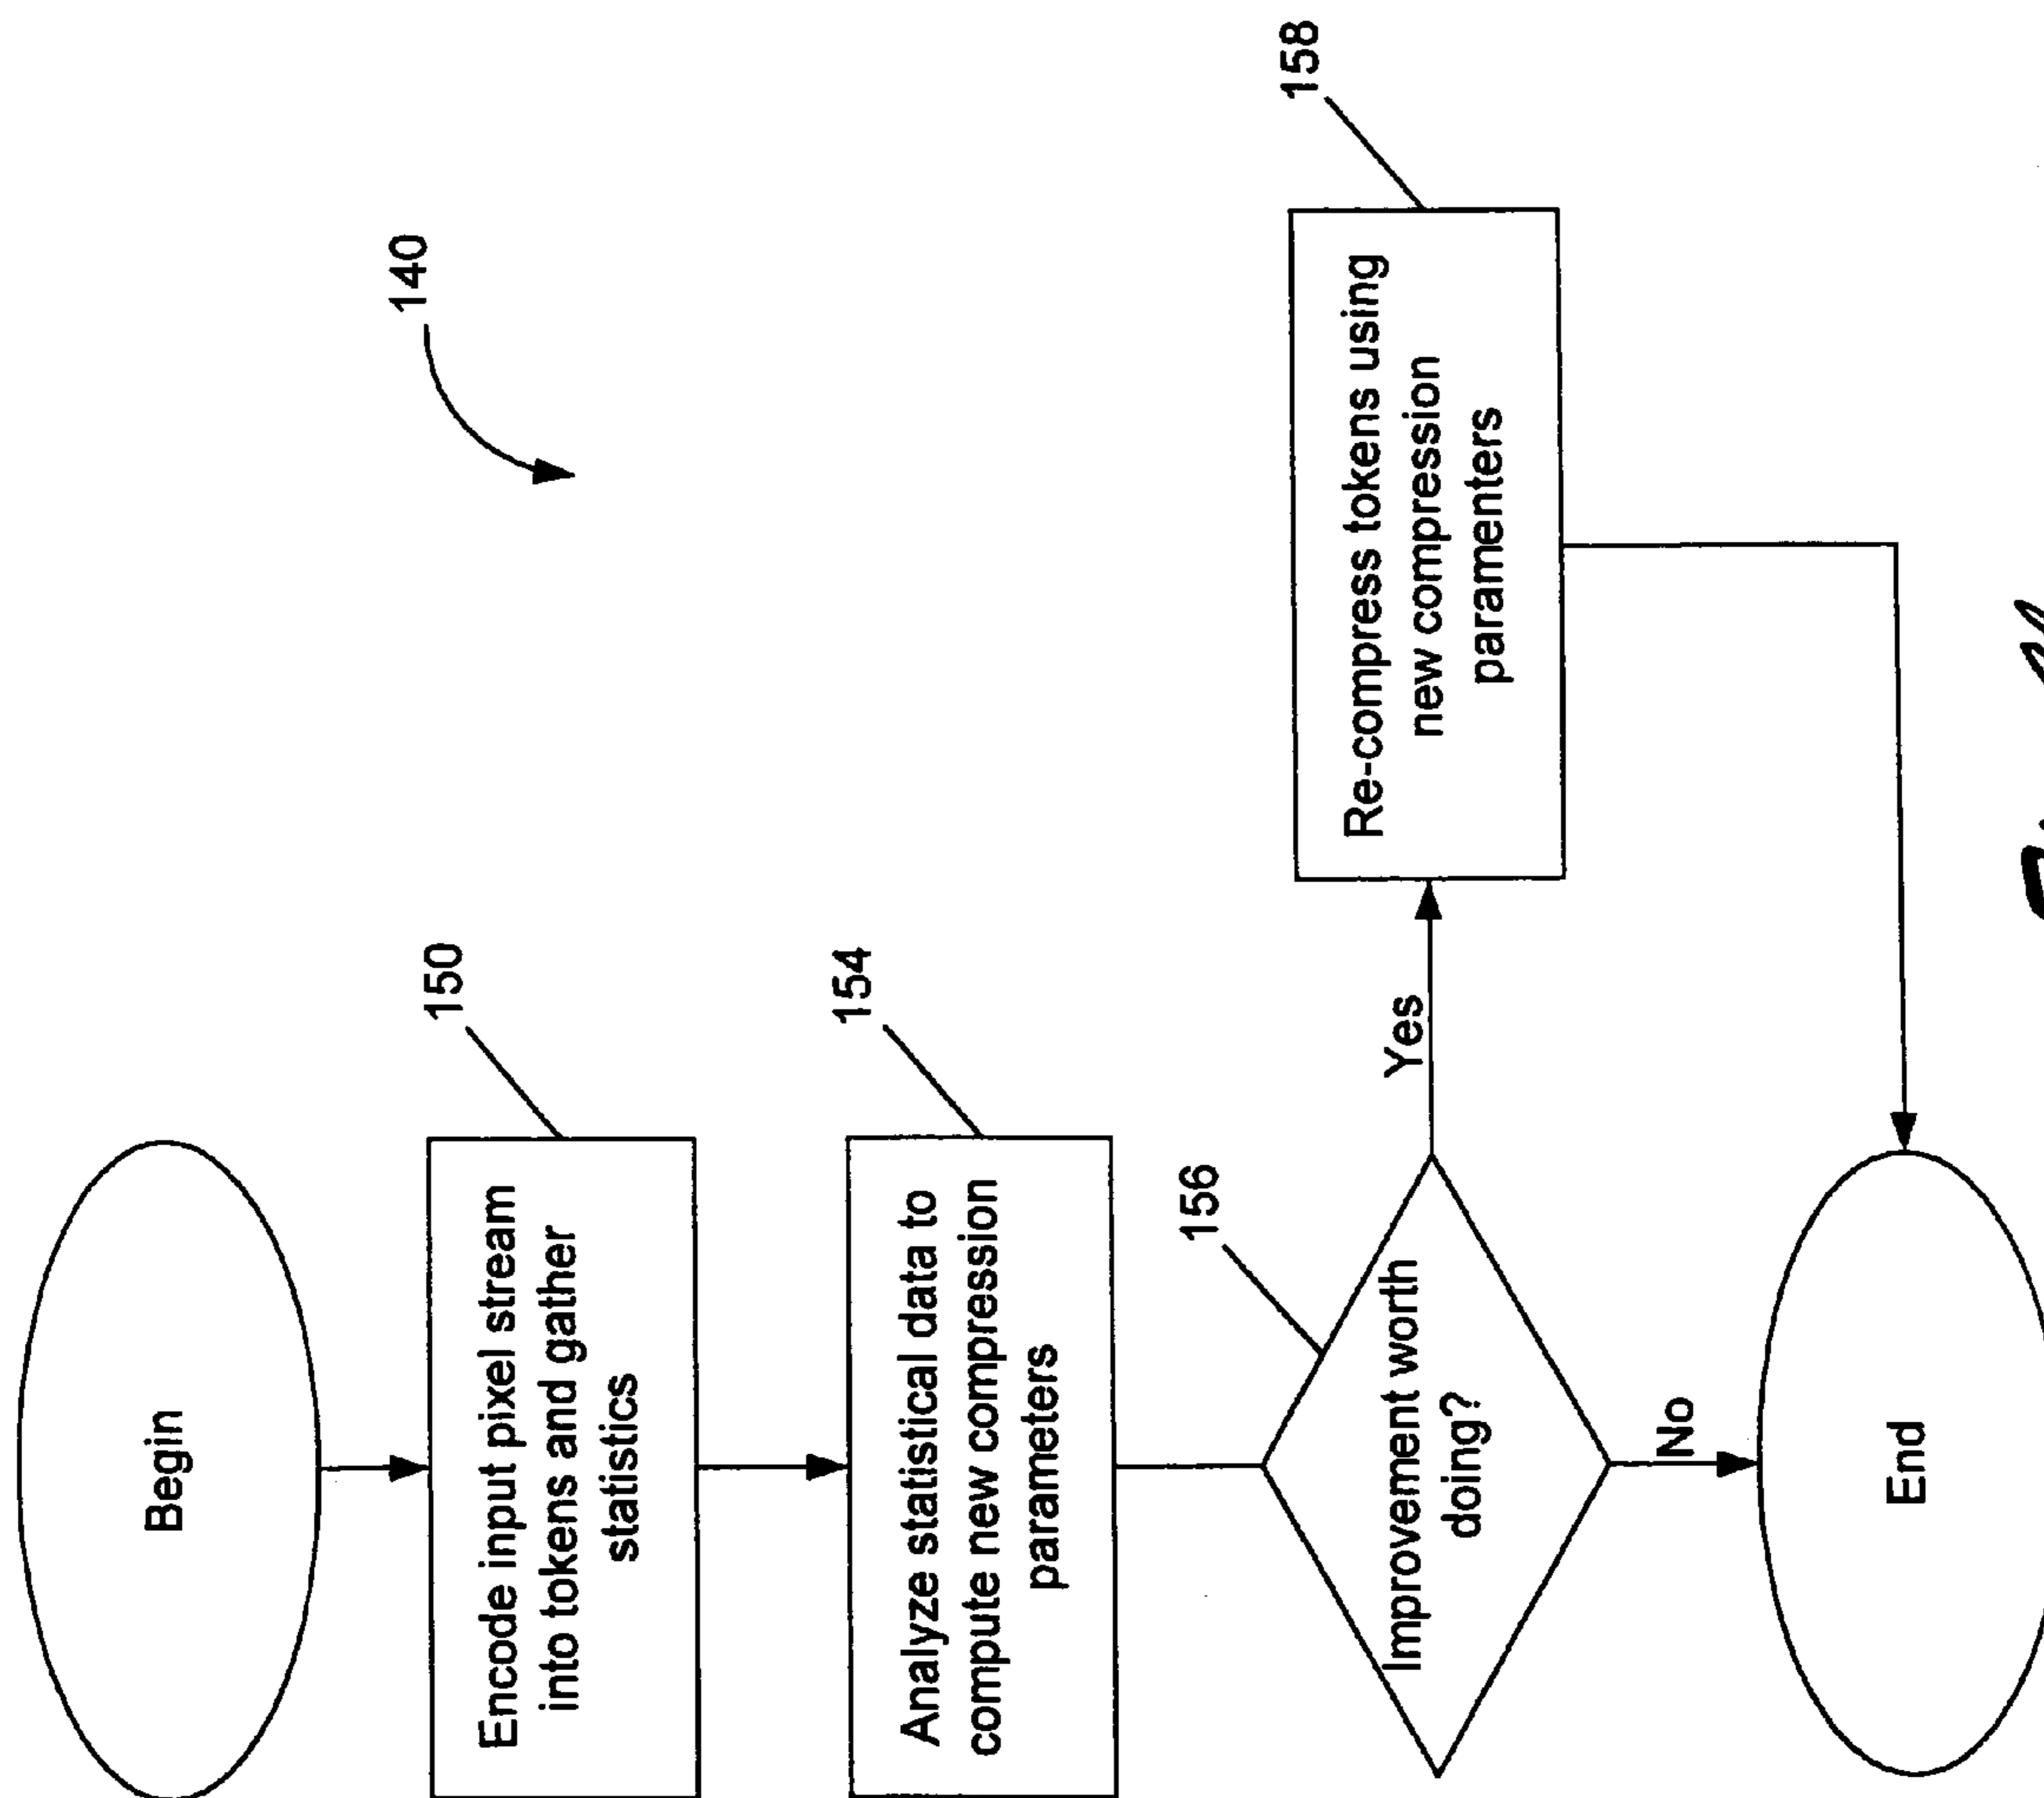 140
Begin
150
Encode input pixel stream
into tokens and gather
statistics
154
Analyze statistical data to
compute new compression
parameters
156
Improvement worth
doing?
Yes
158
Re-compress tokens using
new compression
paramenters
No
End